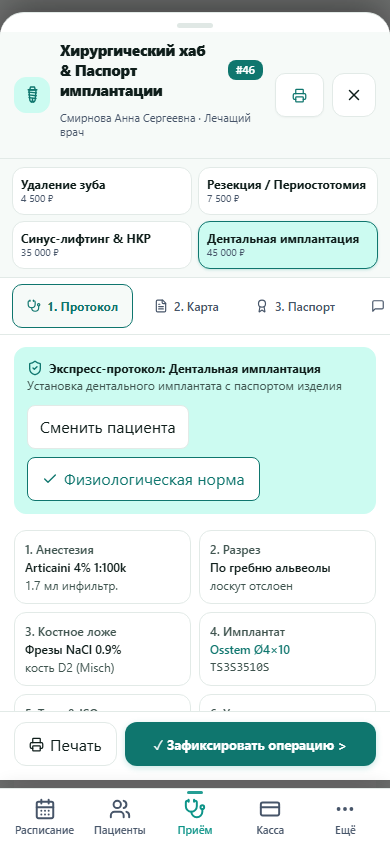 Хирургический хаб
& Паспорт
имплантации
#46
Смирнова Анна Сергеевна · Лечащий
врач
Удаление зуба
4 500 ₽
Резекция / Периостотомия
7 500 ₽
Синус-лифтинг & НКР
35 000 ₽
Дентальная имплантация
45 000 ₽
1. Протокол
2. Карта
3. Паспорт
Экспресс-протокол: Дентальная имплантация
Установка дентального имплантата с паспортом изделия
Сменить пациента
Физиологическая норма
1. Анестезия
Articaini 4% 1:100k
1.7 мл инфильтр.
2. Разрез
По гребню альвеолы
лоскут отслоен
3. Костное ложе
Фрезы NaCl 0.9%
кость D2 (Misch)
4. Имплантат
Osstem Ø4×10
TS3S3510S
Печать
✓ Зафиксировать операцию >
Расписание
Пациенты
Приём
Касса
Ещё